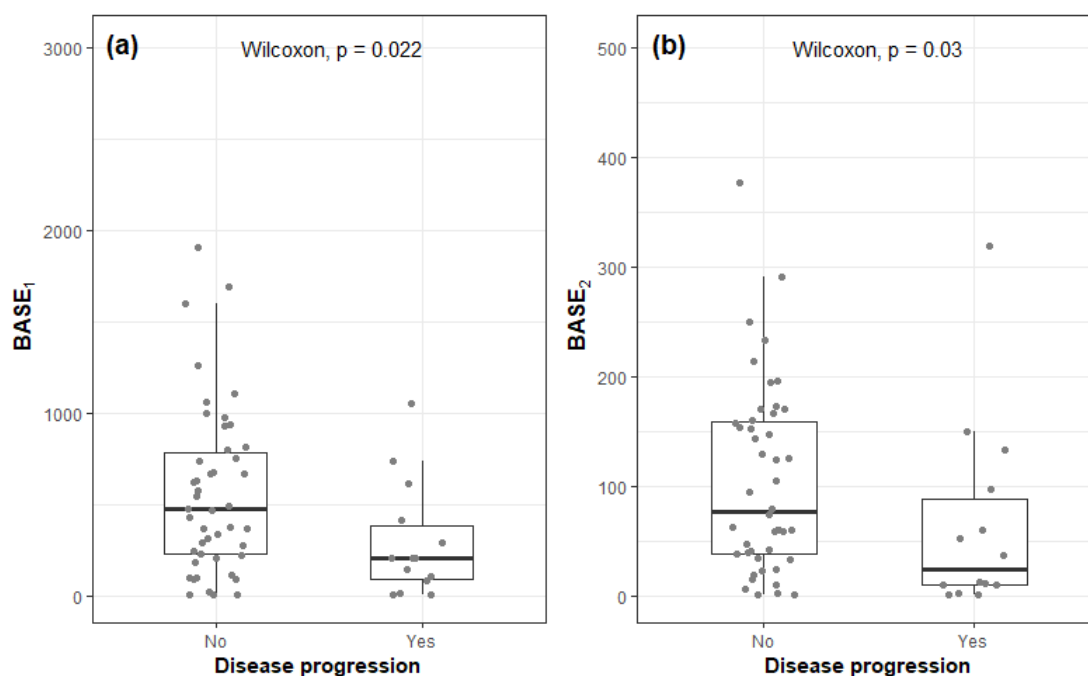 (a)
Wilcoxon, p = 0.022
3000
2000
1000
0
BASE₁
No
Yes
Disease progression
(b)
Wilcoxon, p = 0.03
500
400
300
200
100
0
BASE₂
No
Yes
Disease progression